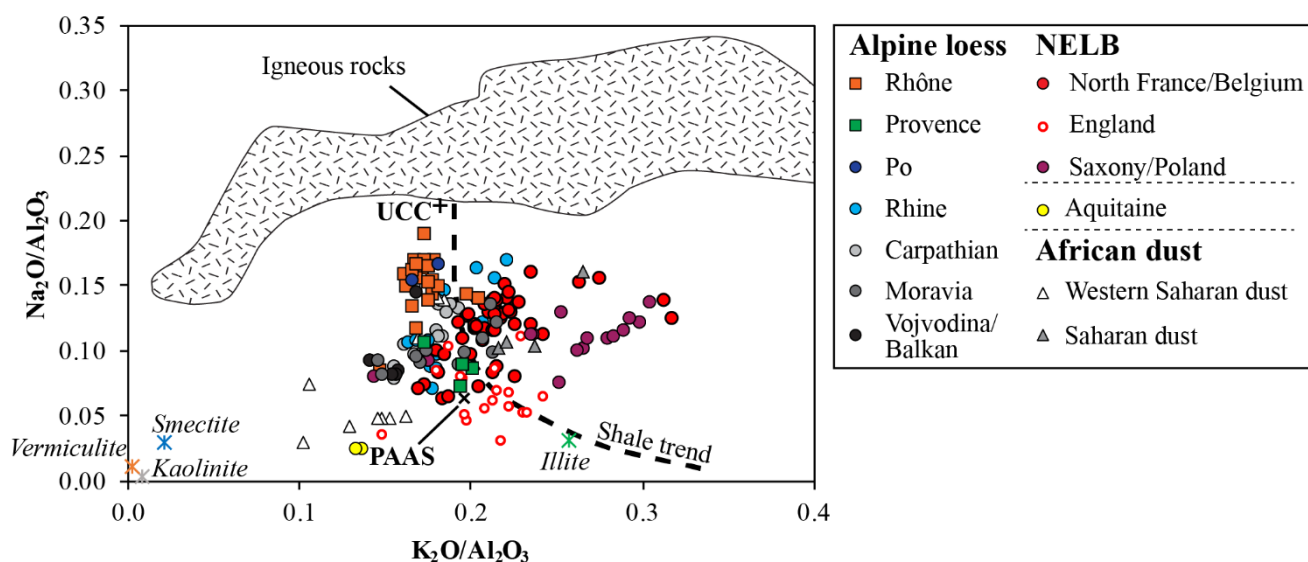 0.35
0.30
0.25
0.20
0.15
0.10
0.05
0.00
Na₂O/Al₂O₃
0.0
0.1
0.2
0.3
0.4
K₂O/Al₂O₃
Igneous rocks
UCC+
PAAS
Shale trend
Smectite
Vermiculite
Kaolinite
Illite
Alpine loess
Rhône
Provence
Po
Rhine
Carpathian
Moravia
Vojvodina/
Balkan
NELB
North France/Belgium
England
Saxony/Poland
Aquitaine
African dust
Western Saharan dust
Saharan dust